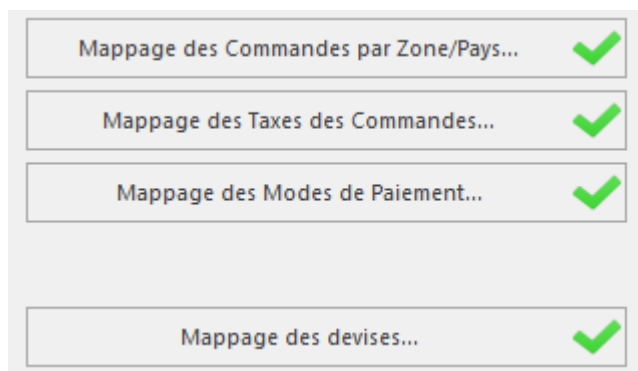 Mappage des Commandes par Zone/Pays...
Mappage des Taxes des Commandes...
Mappage des Modes de Paiement...
Mappage des devises...